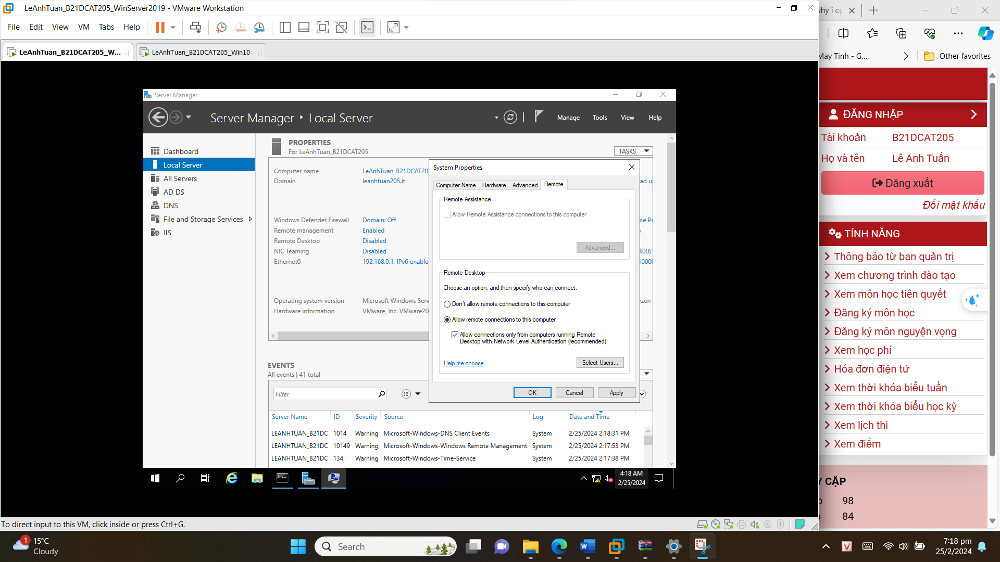 LeAnhTuan_B21DCAT205_WinServer2019 - VMware Workstation
File Edit View VM Tabs Help
LeAnhTuan_B21DCAT205_W...
LeAnhTuan_B21DCAT205_Win10
why i op
May Tinh - G...
Other favorites
Server Manager
Server Manager ‣ Local Server
Manage Tools View Help
Dashboard
Local Server
All Servers
AD DS
DNS
File and Storage Services
IIS
PROPERTIES
For LeAnhTuan_B21DCAT205
TASKS
Computer name LeAnhTuan_B21DCAT20
Domain leanhtuan205.it
Windows Defender Firewall Domain: Off
Remote management Enabled
Remote Desktop Disabled
NIC Teaming Disabled
Ethernet0 192.168.0.1, IPv6 enable
Operating system version Microsoft Windows Serv
Hardware information VMware, Inc. VMware20
System Properties
Computer Name Hardware Advanced Remote
Remote Assistance
Allow Remote Assistance connections to this computer
Advanced...
Remote Desktop
Choose an option, and then specify who can connect.
Don't allow remote connections to this computer
Allow remote connections to this computer
Allow connections only from computers running Remote
Desktop with Network Level Authentication (recommended)
Help me choose
Select Users...
OK Cancel Apply
EVENTS
All events | 41 total
Filter
Server Name ID Severity Source Log Date and Time
LEANHTUAN_B21DC 1014 Warning Microsoft-Windows-DNS Client Events System 2/25/2024 2:18:31 PM
LEANHTUAN_B21DC 10149 Warning Microsoft-Windows-Windows Remote Management System 2/25/2024 2:17:53 PM
LEANHTUAN_B21DC 134 Warning Microsoft-Windows-Time-Service System 2/25/2024 2:17:38 PM
4:18 AM
2/25/2024
To direct input to this VM, click inside or press Ctrl+G.
ĐĂNG NHẬP
Tài khoản B21DCAT205
Họ và tên Lê Anh Tuấn
Đăng xuất
Đổi mật khẩu
TÍNH NĂNG
Thông báo từ ban quản trị
Xem chương trình đào tạo
Xem môn học tiên quyết
Đăng ký môn học
Đăng ký môn nguyện vọng
Xem học phí
Hóa đơn điện tử
Xem thời khóa biểu tuần
Xem thời khóa biểu học kỳ
Xem lịch thi
Xem điểm
Y CẬP
98
84
1
15°C
Cloudy
Search
7:18 pm
25/2/2024